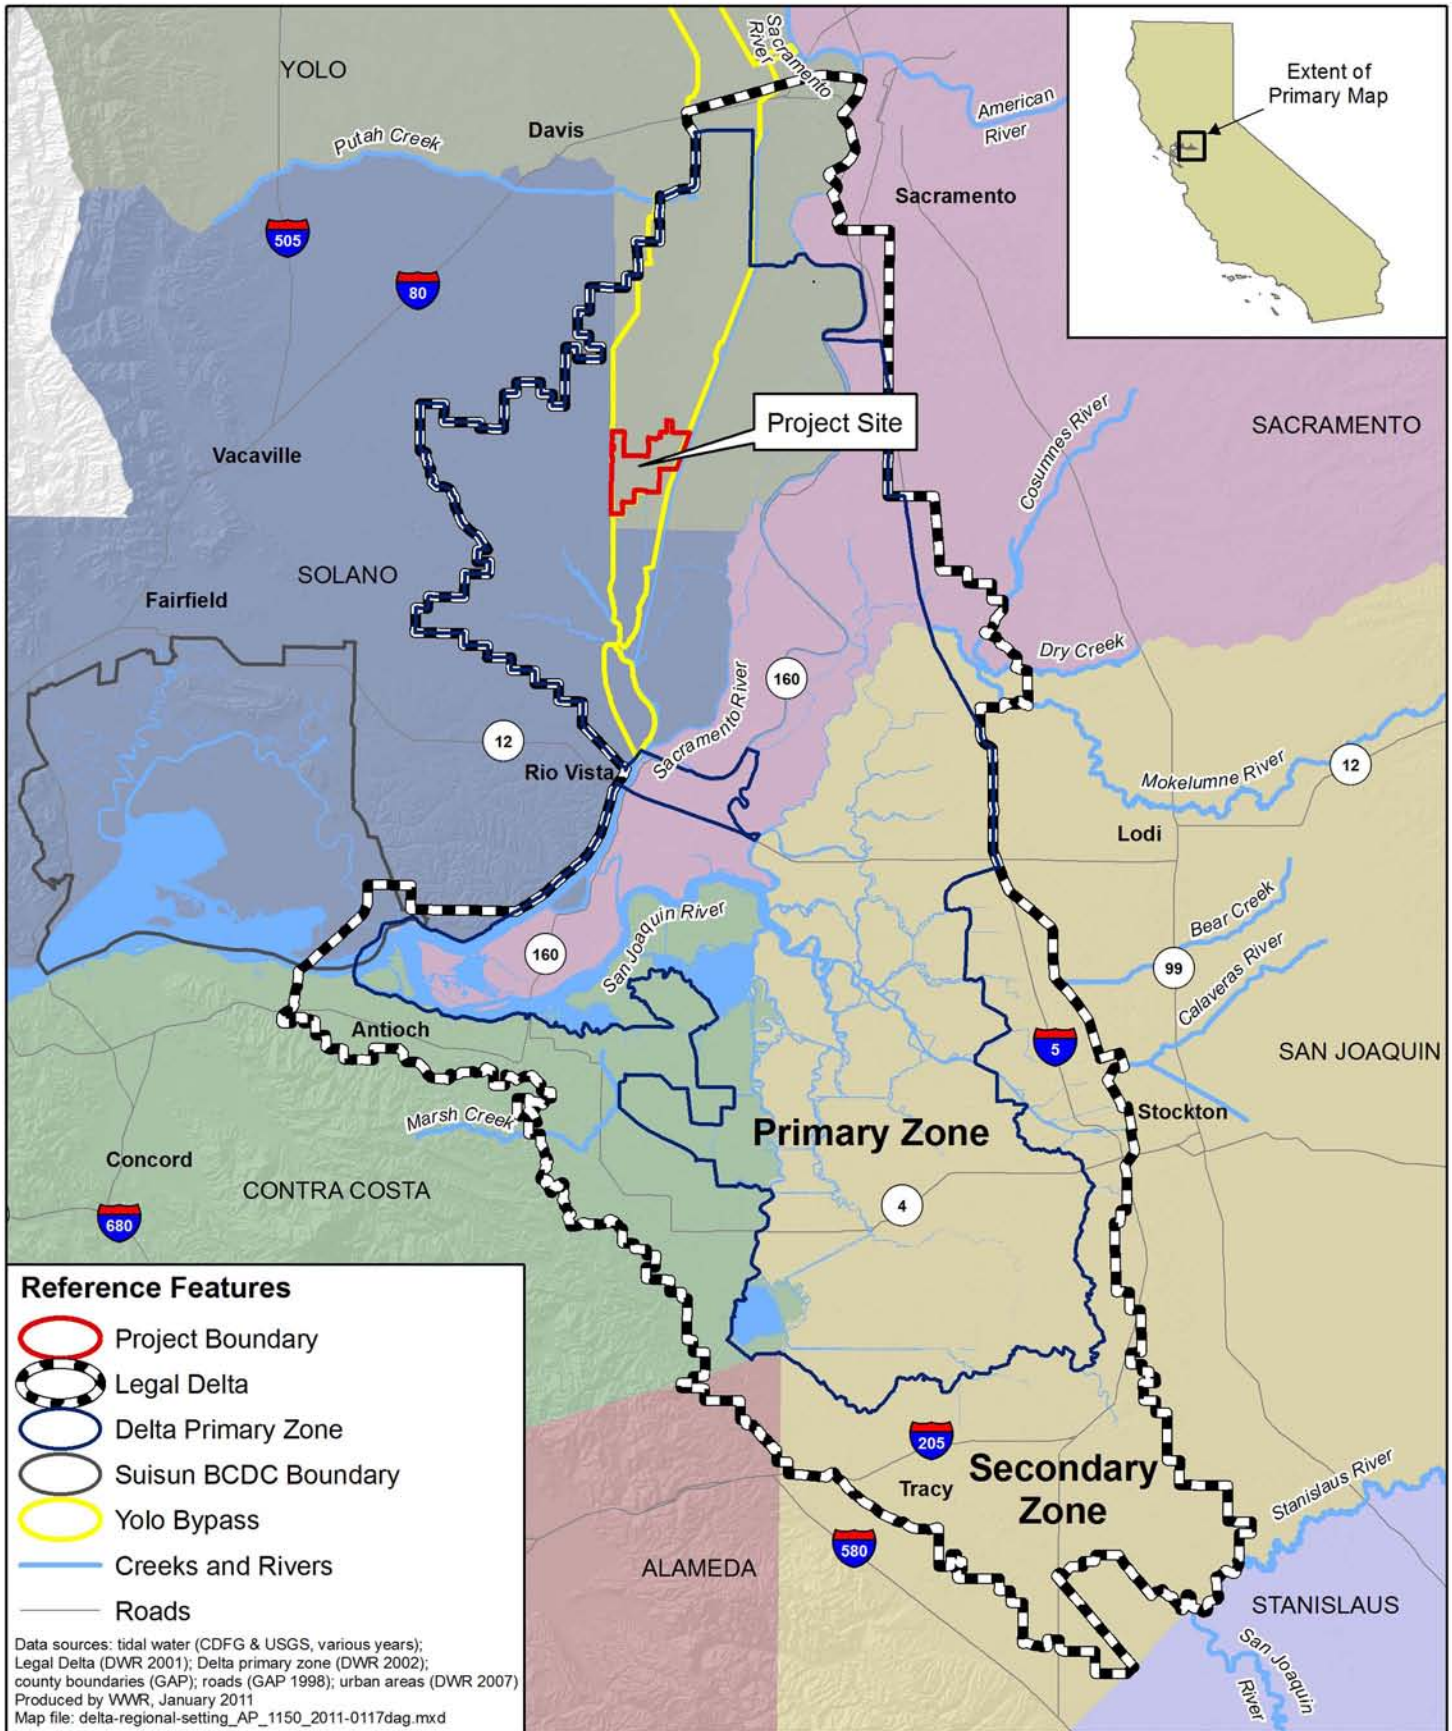 YOLO
Sacramento
River
Extent of
Primary Map
American
River
Davis
Putah Creek
Sacramento
505
80
Project Site
Cosumnes River
SACRAMENTO
Vacaville
SOLANO
Fairfield
Dry Creek
160
Sacramento River
12
Rio Vista
Mokelumne River
12
Lodi
Bear Creek
San Joaquin River
160
99
Calaveras River
Antioch
5
SAN JOAQUIN
Marsh Creek
Stockton
Primary Zone
Concord
CONTRA COSTA
680
4
Reference Features
Project Boundary
Legal Delta
Delta Primary Zone
Suisun BCDC Boundary
Yolo Bypass
Creeks and Rivers
Roads
Data sources: tidal water (CDFG & USGS, various years);
Legal Delta (DWR 2001); Delta primary zone (DWR 2002);
county boundaries (GAP); roads (GAP 1998); urban areas (DWR 2007)
Produced by WWR, January 2011
Map file: delta-regional-setting_AP_1150_2011-0117dag.mxd
205
Tracy
Secondary
Zone
Stanislaus River
580
ALAMEDA
STANISLAUS
San Joaquin
River